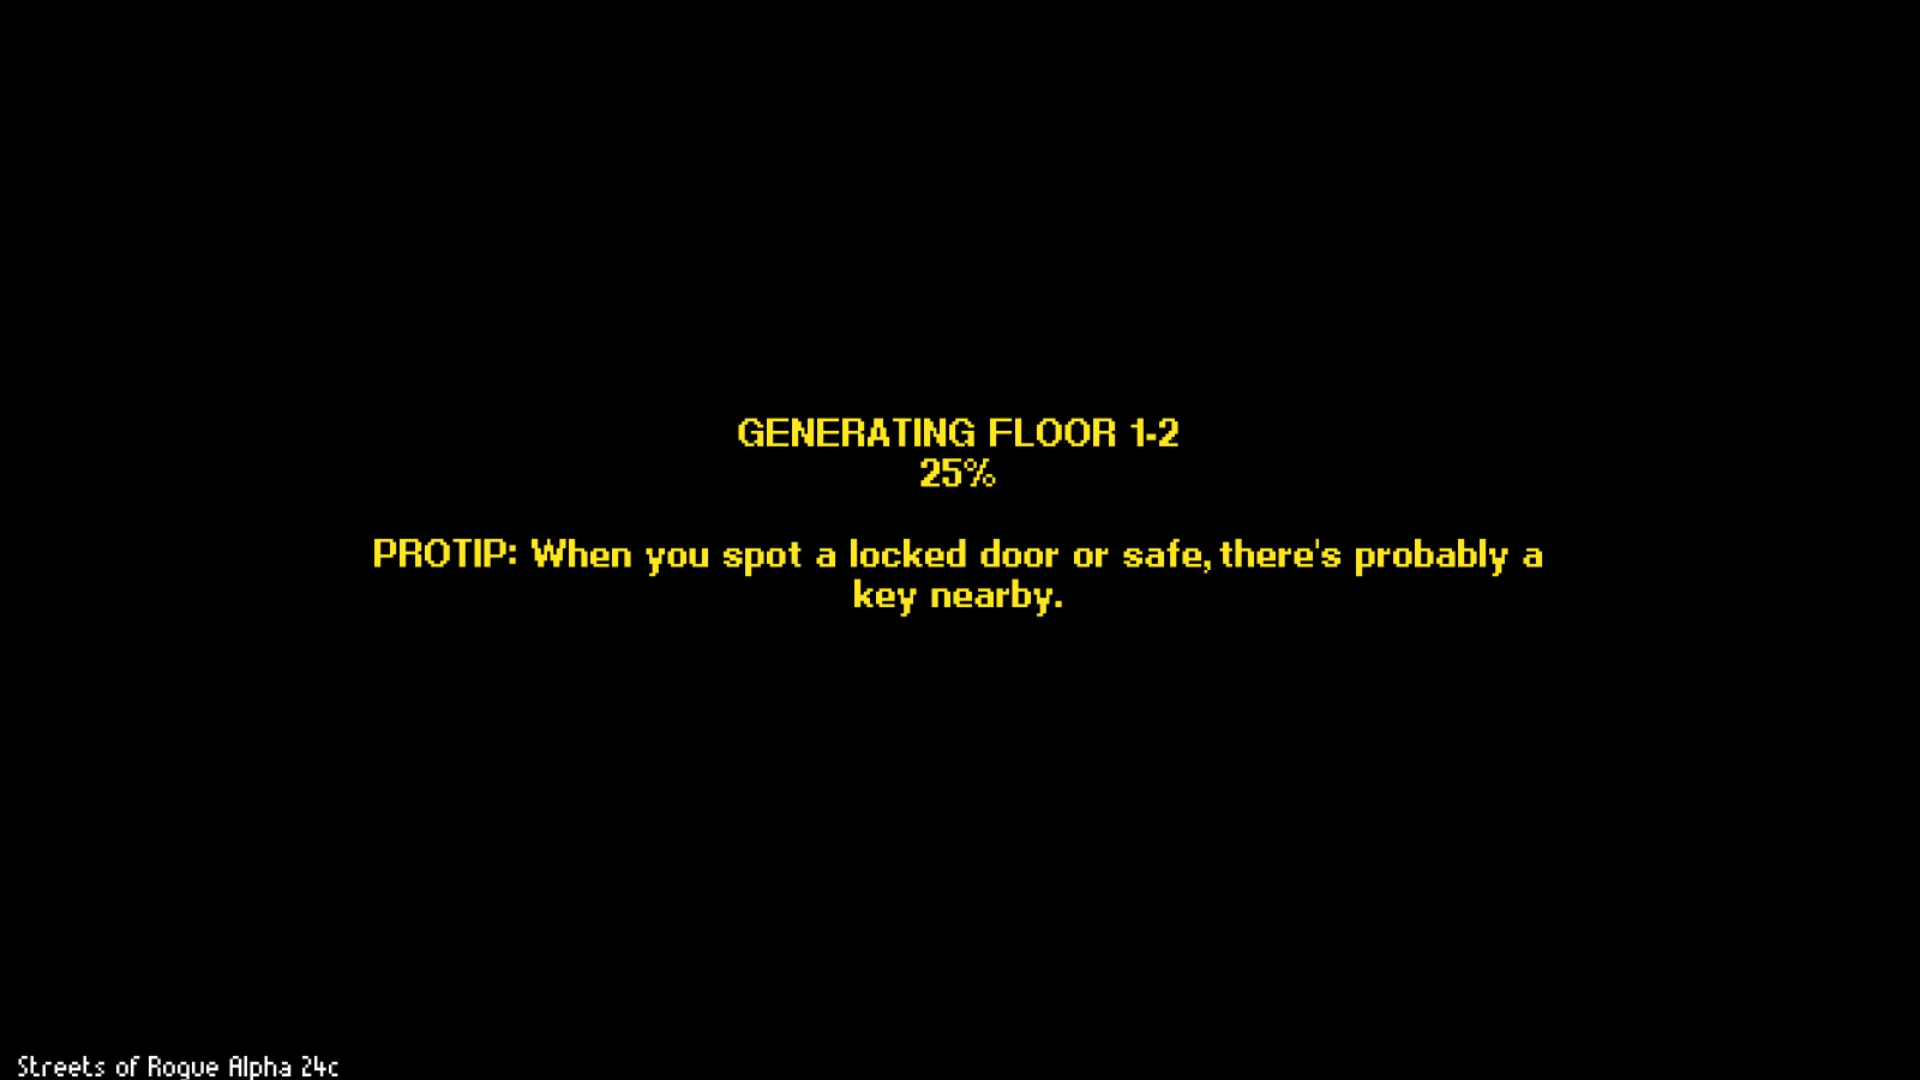 GENERATING FLOOR 1-2
25%
PROTIP: When you spot a locked door or safe, there's probably a
key nearby.
Streets of Rogue Alpha 24c